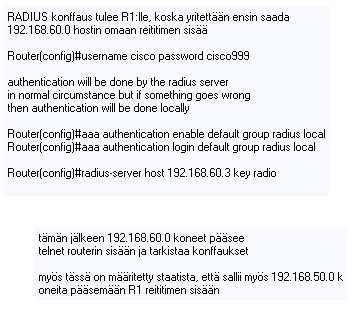 RADIUS konffaus tulee R1:lle, koska yritettään ensin saada
192.168.60.0 hostin omaan reititimen sisää
Router(config)#username cisco password cisco999
authentication will be done by the radius server
in normal circumstance but if something goes wrong
then authentication will be done locally
Router(config)#aaa authentication enable default group radius local
Router(config)#aaa authentication login default group radius local
Router(config)#radius-server host 192.168.60.3 key radio
tämän jälkeen 192.168.60.0 koneet pääsee
telnet routerin sisään ja tarkistaa konffaukset
myös tässä on määritetty staatista, että sallii myös 192.168.50.0 k
oneita pääsemään R1 reititimen sisään